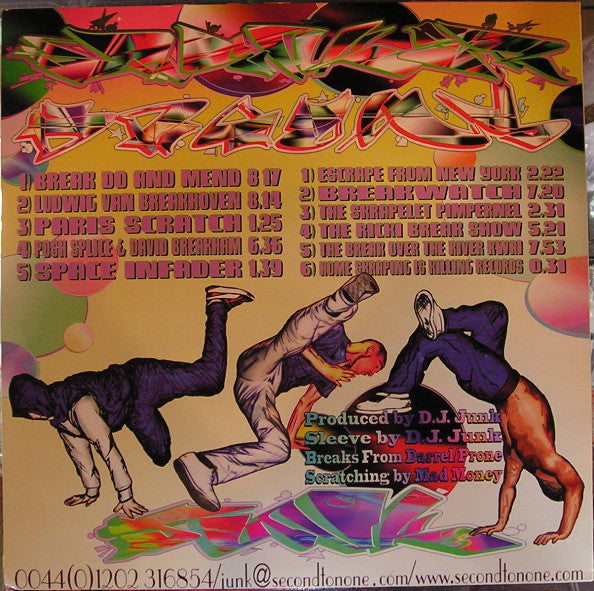 1) BREAK DO AND MEND 8 17
2) LUDWIG VAN BREAKHOVEN 8.14
3) PARIS SCRATCH 1.25
4) POSH SPLICE & DAVID BREAKHAM 6.36
5) SPACE INFADER 1.39
1) ESCRAPE FROM NEW YORK 2.22
2) BREAKWATCH 7.20
3) THE SKRAPELET PIMPERNEL 2.31
4) THE RICKI BREAK SHOW 5.21
5) THE BREAK OVER THE RIVER KWAI 7.53
6) HOME SKRAPING IS KILLING RECORDS 0.31
Produced by D.J. Junk
Sleeve by D.J. Junk
Breaks From Darrel Prone
Scratching by Mad Money
JUNK
0044(0)1202 316854/junk@secondtonone.com/www.secondtonone.com